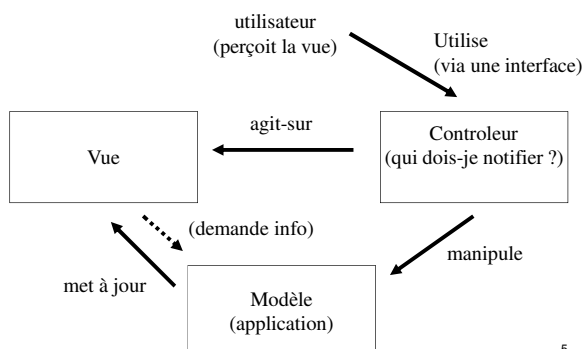 utilisateur
(perçoit la vue)
Utilise
(via une interface)
agit-sur
Vue
Controleur
(qui dois-je notifier ?)
(demande info)
manipule
met à jour
Modèle
(application)
5